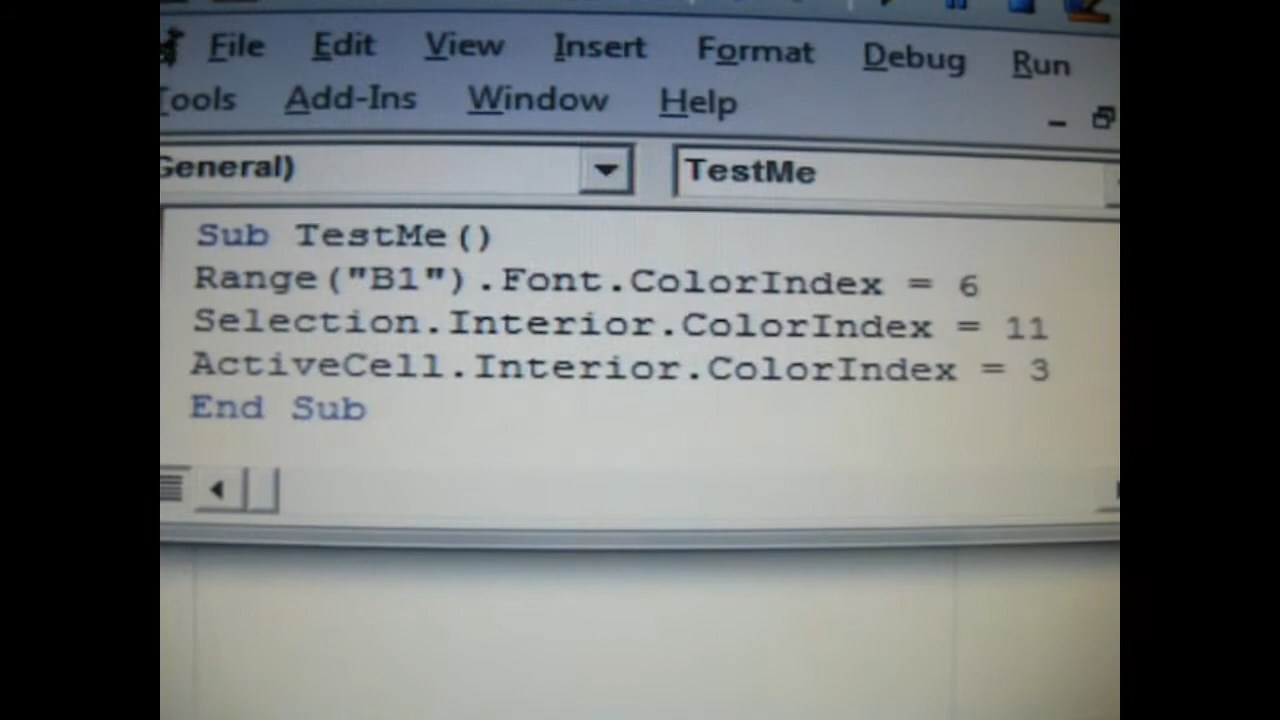 File Edit View Insert Format Debug Run
Tools Add-Ins Window Help
General) TestMe
Sub TestMe()
Range("B1").Font.ColorIndex = 6
Selection.Interior.ColorIndex = 11
ActiveCell.Interior.ColorIndex = 3
End Sub